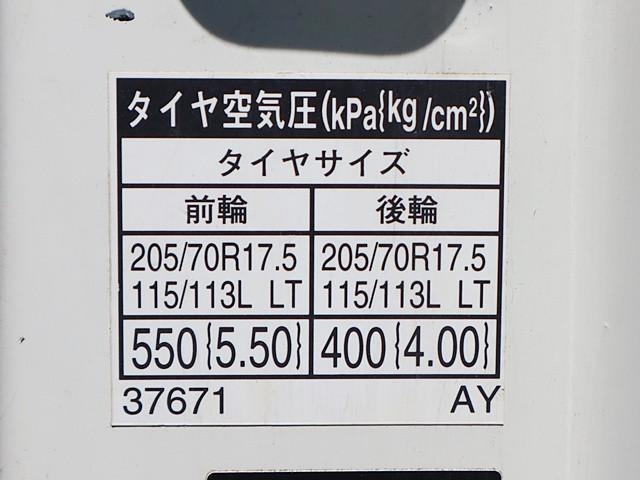 タイヤ空気圧(kPa{kg/cm²})
タイヤサイズ
前輪 後輪
205/70R17.5 205/70R17.5
115/113L LT 115/113L LT
550{5.50} 400{4.00}
37671 AY